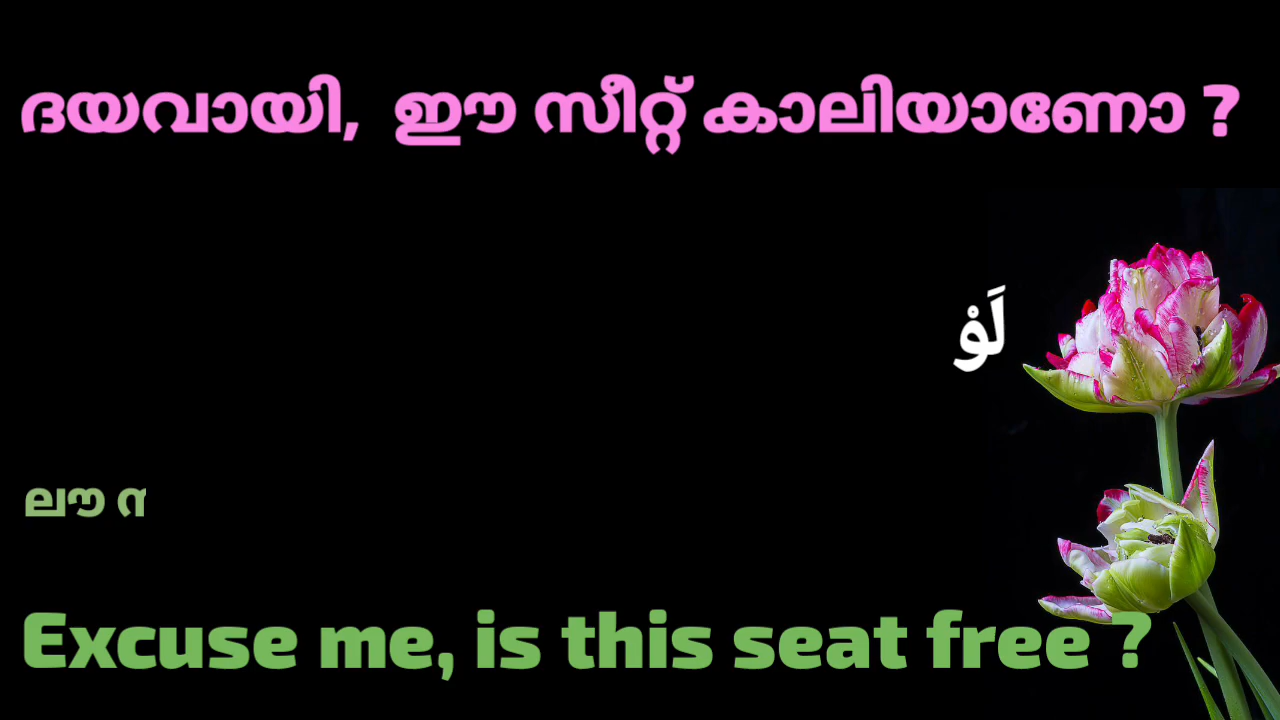 ദയവായി, ഈ സീറ്റ് കാലിയാണോ ?
لَوْ
ലൗ
Excuse me, is this seat free ?